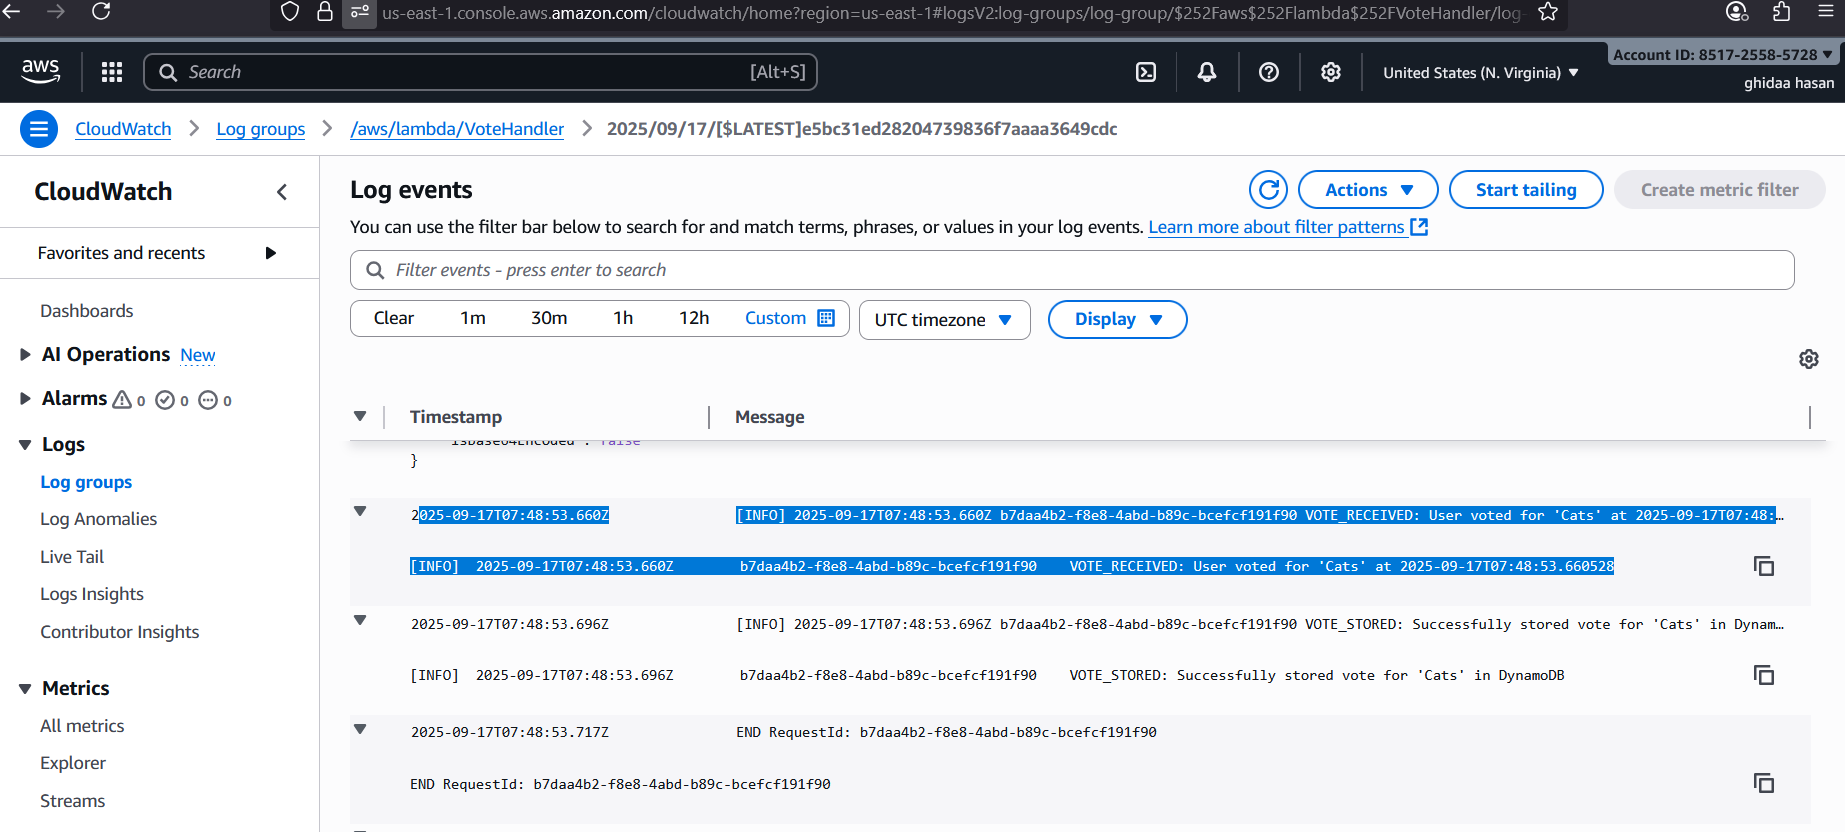 us-east-1.console.aws.amazon.com/cloudwatch/home?region=us-east-1#logsV2:log-groups/log-group/$252Faws$252Flambda$252FVoteHandler/log-
aws
Search [Alt+S]
United States (N. Virginia)
Account ID: 8517-2558-5728
ghidaa hasan
CloudWatch > Log groups > /aws/lambda/VoteHandler > 2025/09/17/[$LATEST]e5bc31ed28204739836f7aaaa3649cdc
CloudWatch
Favorites and recents
Dashboards
AI Operations New
Alarms 0 0 0
Logs
Log groups
Log Anomalies
Live Tail
Logs Insights
Contributor Insights
Metrics
All metrics
Explorer
Streams
Log events
Actions
Start tailing
Create metric filter
You can use the filter bar below to search for and match terms, phrases, or values in your log events. Learn more about filter patterns
Filter events - press enter to search
Clear 1m 30m 1h 12h Custom
UTC timezone
Display
Timestamp Message
isBase64Encoded": false
}
2025-09-17T07:48:53.660Z [INFO] 2025-09-17T07:48:53.660Z b7daa4b2-f8e8-4abd-b89c-bcefcf191f90 VOTE_RECEIVED: User voted for 'Cats' at 2025-09-17T07:48:…
[INFO] 2025-09-17T07:48:53.660Z b7daa4b2-f8e8-4abd-b89c-bcefcf191f90 VOTE_RECEIVED: User voted for 'Cats' at 2025-09-17T07:48:53.660528
2025-09-17T07:48:53.696Z [INFO] 2025-09-17T07:48:53.696Z b7daa4b2-f8e8-4abd-b89c-bcefcf191f90 VOTE_STORED: Successfully stored vote for 'Cats' in Dynam…
[INFO] 2025-09-17T07:48:53.696Z b7daa4b2-f8e8-4abd-b89c-bcefcf191f90 VOTE_STORED: Successfully stored vote for 'Cats' in DynamoDB
2025-09-17T07:48:53.717Z END RequestId: b7daa4b2-f8e8-4abd-b89c-bcefcf191f90
END RequestId: b7daa4b2-f8e8-4abd-b89c-bcefcf191f90